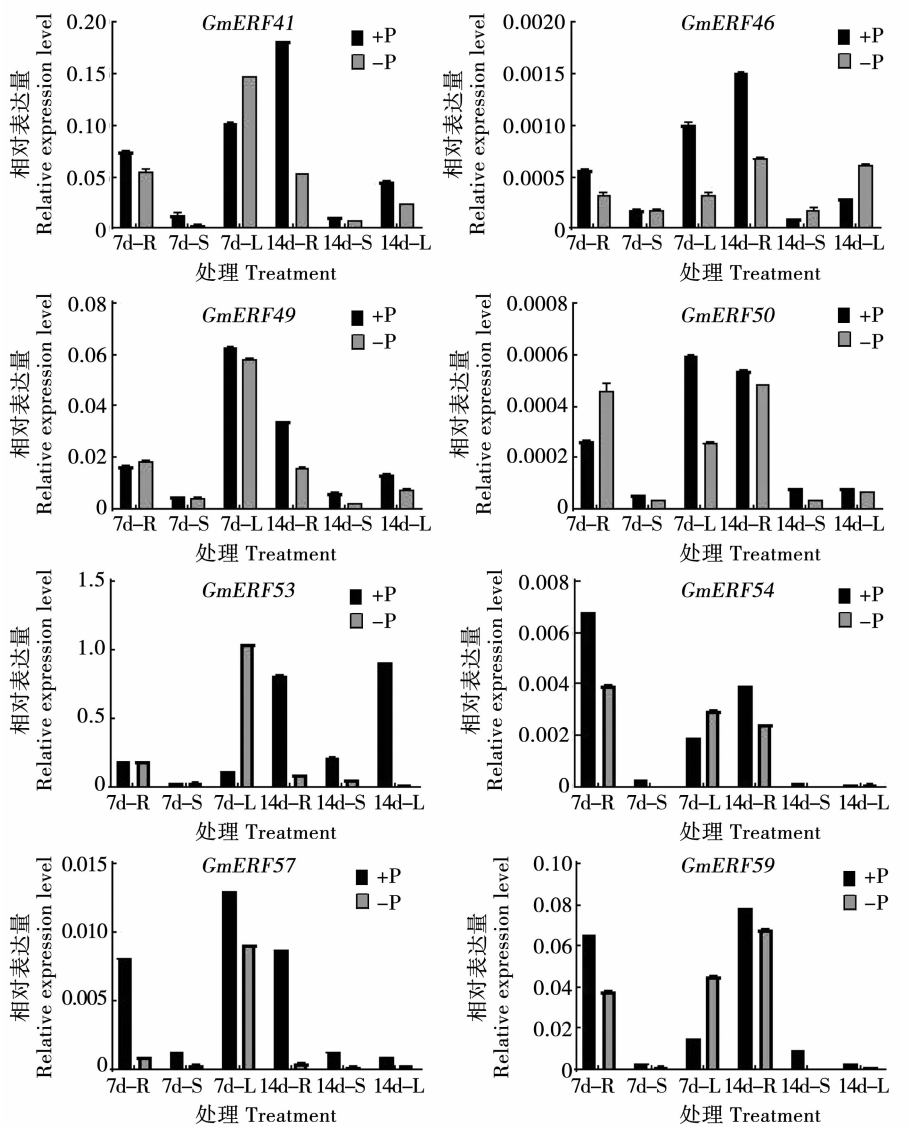 GmERF41
+P
−P
相对表达量
Relative expression level
0.20
0.15
0.10
0.05
0
7d−R 7d−S 7d−L 14d−R 14d−S 14d−L
处理 Treatment
GmERF46
+P
−P
相对表达量
Relative expression level
0.0020
0.0015
0.0010
0.0005
0
7d−R 7d−S 7d−L 14d−R 14d−S 14d−L
处理 Treatment
GmERF49
+P
−P
相对表达量
Relative expression level
0.08
0.06
0.04
0.02
0
7d−R 7d−S 7d−L 14d−R 14d−S 14d−L
处理 Treatment
GmERF50
+P
−P
相对表达量
Relative expression level
0.0008
0.0006
0.0004
0.0002
0
7d−R 7d−S 7d−L 14d−R 14d−S 14d−L
处理 Treatment
GmERF53
+P
−P
相对表达量
Relative expression level
1.5
1.0
0.5
0
7d−R 7d−S 7d−L 14d−R 14d−S 14d−L
处理 Treatment
GmERF54
+P
−P
相对表达量
Relative expression level
0.008
0.006
0.004
0.002
0
7d−R 7d−S 7d−L 14d−R 14d−S 14d−L
处理 Treatment
GmERF57
+P
−P
相对表达量
Relative expression level
0.015
0.010
0.005
0
7d−R 7d−S 7d−L 14d−R 14d−S 14d−L
处理 Treatment
GmERF59
+P
−P
相对表达量
Relative expression level
0.10
0.08
0.06
0.04
0.02
0
7d−R 7d−S 7d−L 14d−R 14d−S 14d−L
处理 Treatment